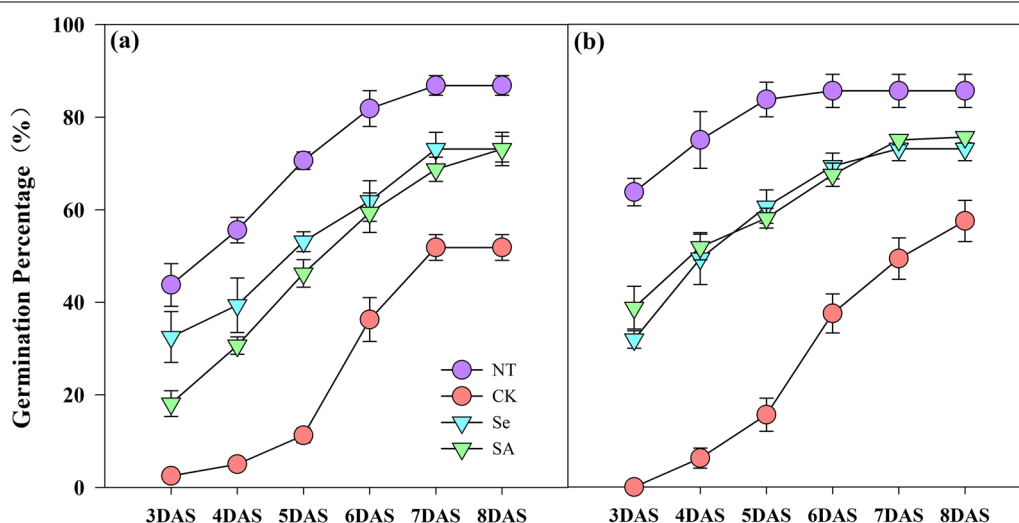 Germination Percentage (%)
100
80
60
40
20
0
(a)
(b)
NT
CK
Se
SA
3DAS 4DAS 5DAS 6DAS 7DAS 8DAS
3DAS 4DAS 5DAS 6DAS 7DAS 8DAS